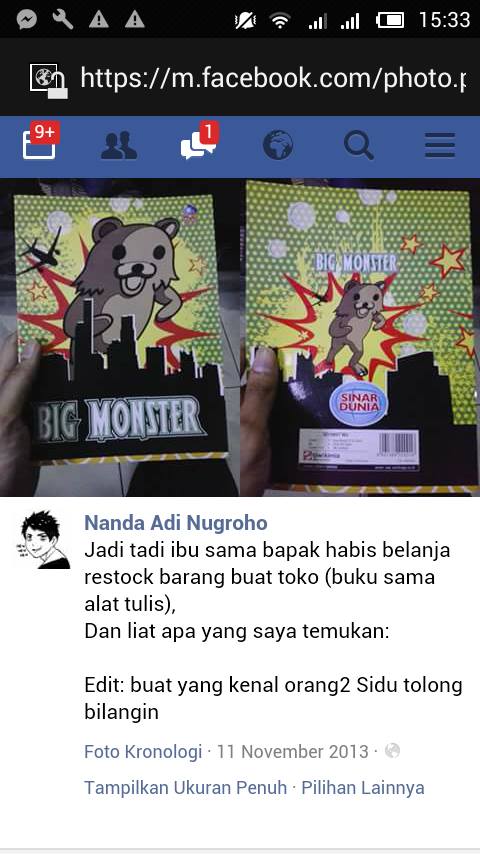 15:33
https://m.facebook.com/photo.p
9+
1
BIG MONSTER
BIG MONSTER
SINAR
DUNIA
Nanda Adi Nugroho
Jadi tadi ibu sama bapak habis belanja
restock barang buat toko (buku sama
alat tulis),
Dan liat apa yang saya temukan:
Edit: buat yang kenal orang2 Sidu tolong
bilangin
Foto Kronologi · 11 November 2013 ·
Tampilkan Ukuran Penuh · Pilihan Lainnya